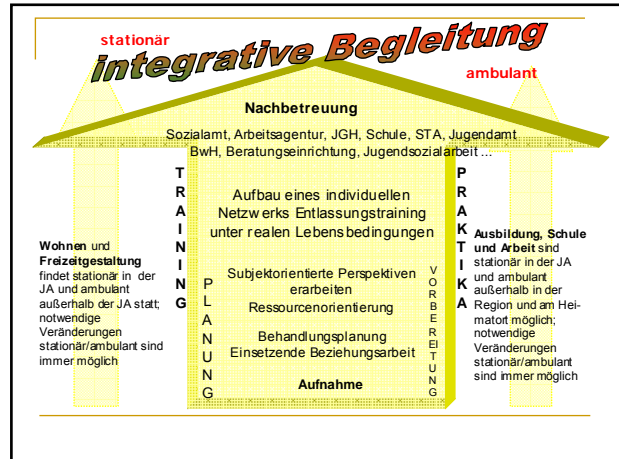 stationär
integrative Begleitung
ambulant
Nachbetreuung
Sozialamt, Arbeitsagentur, JGH, Schule, STA, Jugendamt
BwH, Beratungseinrichtung, Jugendsozialarbeit ...
TRAINING
Aufbau eines individuellen
Netzwerks Entlassungstraining
unter realen Lebensbedingungen
PRAKTIKA
Wohnen und
Freizeitgestaltung
findet stationär in der
JA und ambulant
außerhalb der JA statt;
notwendige
Veränderungen
stationär/ambulant sind
immer möglich
PLANUNG
Subjektorientierte Perspektiven
erarbeiten
Ressourcenorientierung
Behandlungsplanung
Einsetzende Beziehungsarbeit
Aufnahme
VORBEREITUNG
Ausbildung, Schule
und Arbeit sind
stationär in der JA
und ambulant
außerhalb in der
Region und am Hei-
matort möglich;
notwendige
Veränderungen
stationär/ambulant
sind immer möglich